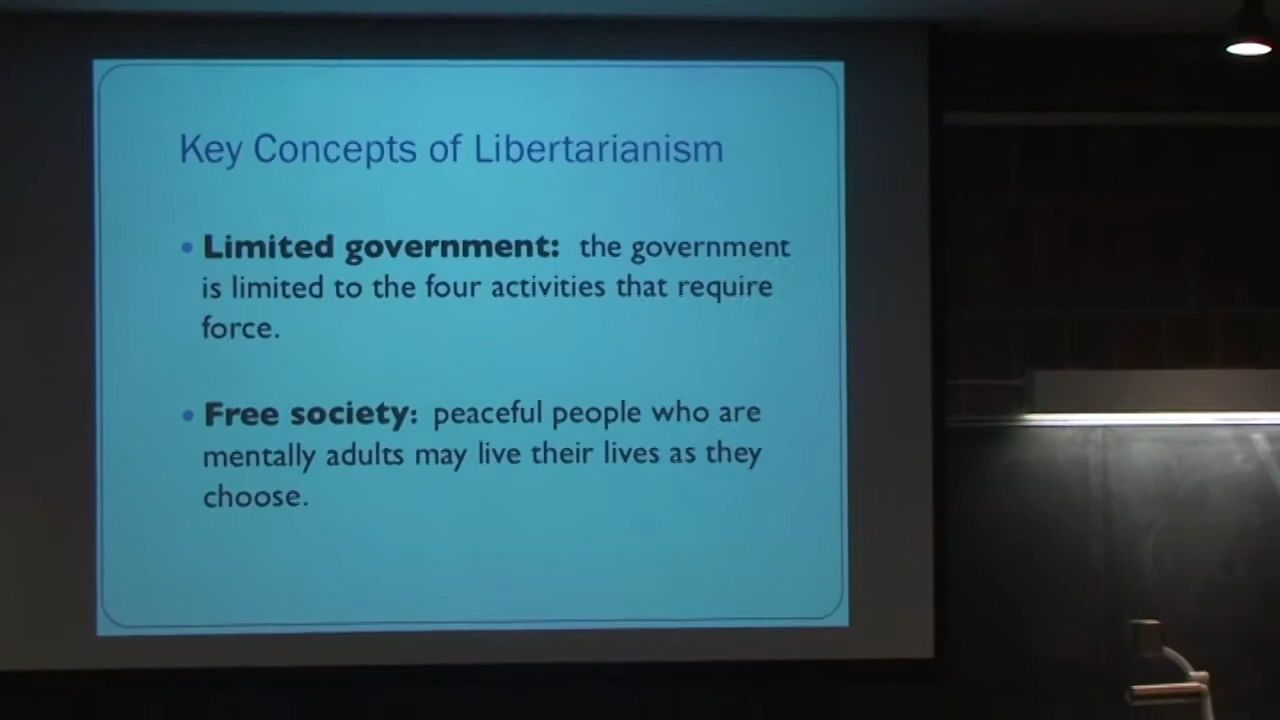 Key Concepts of Libertarianism
• Limited government: the government
is limited to the four activities that require
force.
• Free society: peaceful people who are
mentally adults may live their lives as they
choose.